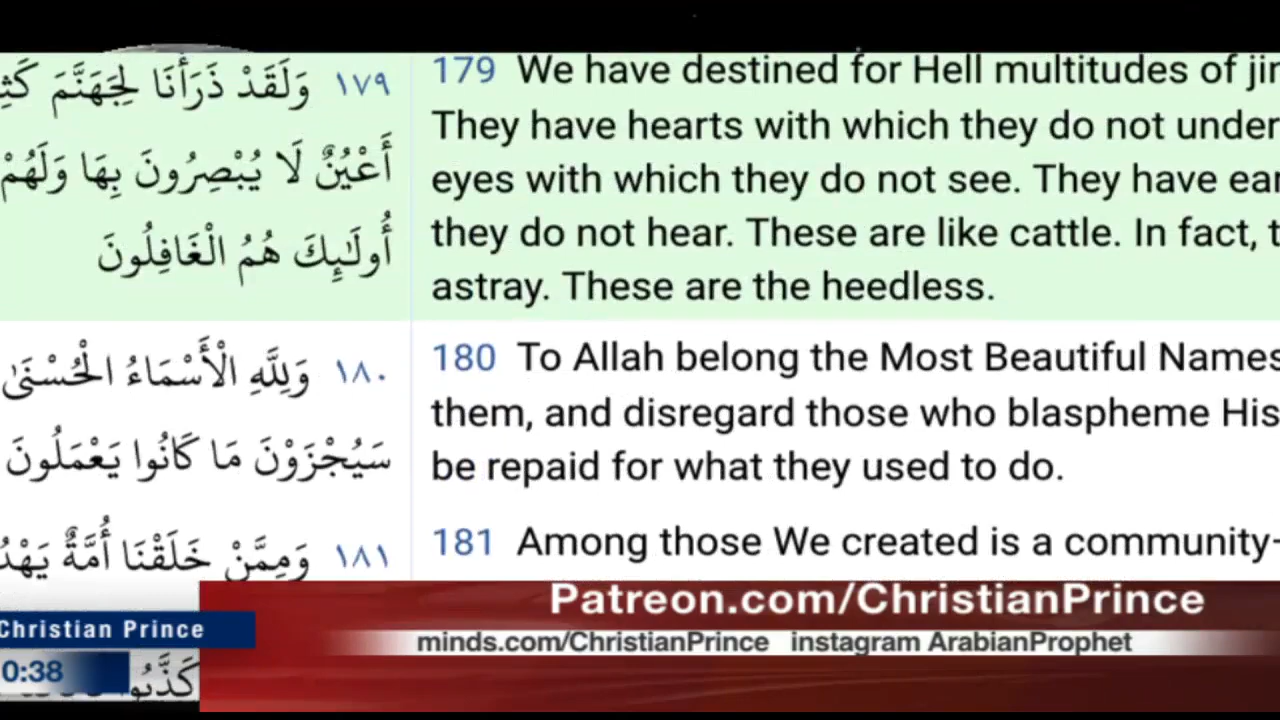 ١٧٩ وَلَقَدْ ذَرَأْنَا لِجَهَنَّمَ
أَعْيُنٌ لَا يُبْصِرُونَ بِهَا وَلَهُمْ
أُولَٰئِكَ هُمُ الْغَافِلُونَ
179 We have destined for Hell multitudes of
They have hearts with which they do not
eyes with which they do not see. They have
they do not hear. These are like cattle. In fact,
astray. These are the heedless.
١٨٠ وَلِلَّهِ الْأَسْمَاءُ الْحُسْنَىٰ
سَيُجْزَوْنَ مَا كَانُوا يَعْمَلُونَ
180 To Allah belong the Most Beautiful Names
them, and disregard those who blaspheme His
be repaid for what they used to do.
١٨١ وَمِمَّنْ خَلَقْنَا أُمَّةٌ
181 Among those We created is a community-
Patreon.com/ChristianPrince
minds.com/ChristianPrince instagram ArabianProphet
Christian Prince
0:38